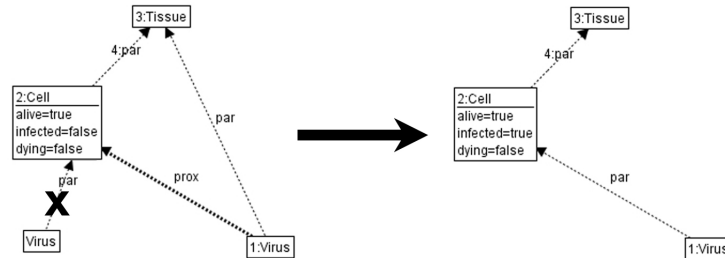 3:Tissue
4:par
2:Cell
alive=true
infected=false
dying=false
par
par
prox
X
Virus
1:Virus
3:Tissue
4:par
2:Cell
alive=true
infected=true
dying=false
par
1:Virus